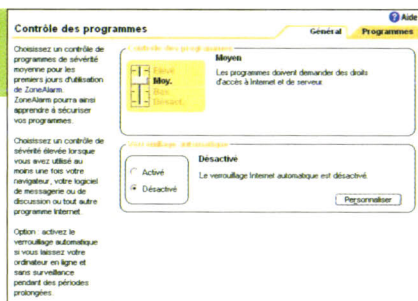 Aide
Contrôle des programmes
Général
Programmes
Choisissez un contrôle de
programmes de sévérité
moyenne pour les
premiers jours d'utilisation
de ZoneAlarm.
ZoneAlarm pourra ainsi
apprendre à sécuriser
vos programmes.
Choisissez un contrôle de
sévérité élevée lorsque
vous avez utilisé au
moins une fois votre
navigateur, votre logiciel
de messagerie ou de
discussion ou tout autre
programme Internet.
Option : activez le
verrouillage automatique
si vous laissez votre
ordinateur en ligne et
sans surveillance
pendant des périodes
prolongées.
Contrôle des programmes
Élevé
Moy.
Bas
Désact.
Moyen
Les programmes doivent demander des droits
d'accès à Internet et de serveur.
Verrouillage automatique
Activé
Désactivé
Désactivé
Le verrouillage Internet automatique est désactivé.
Personnaliser